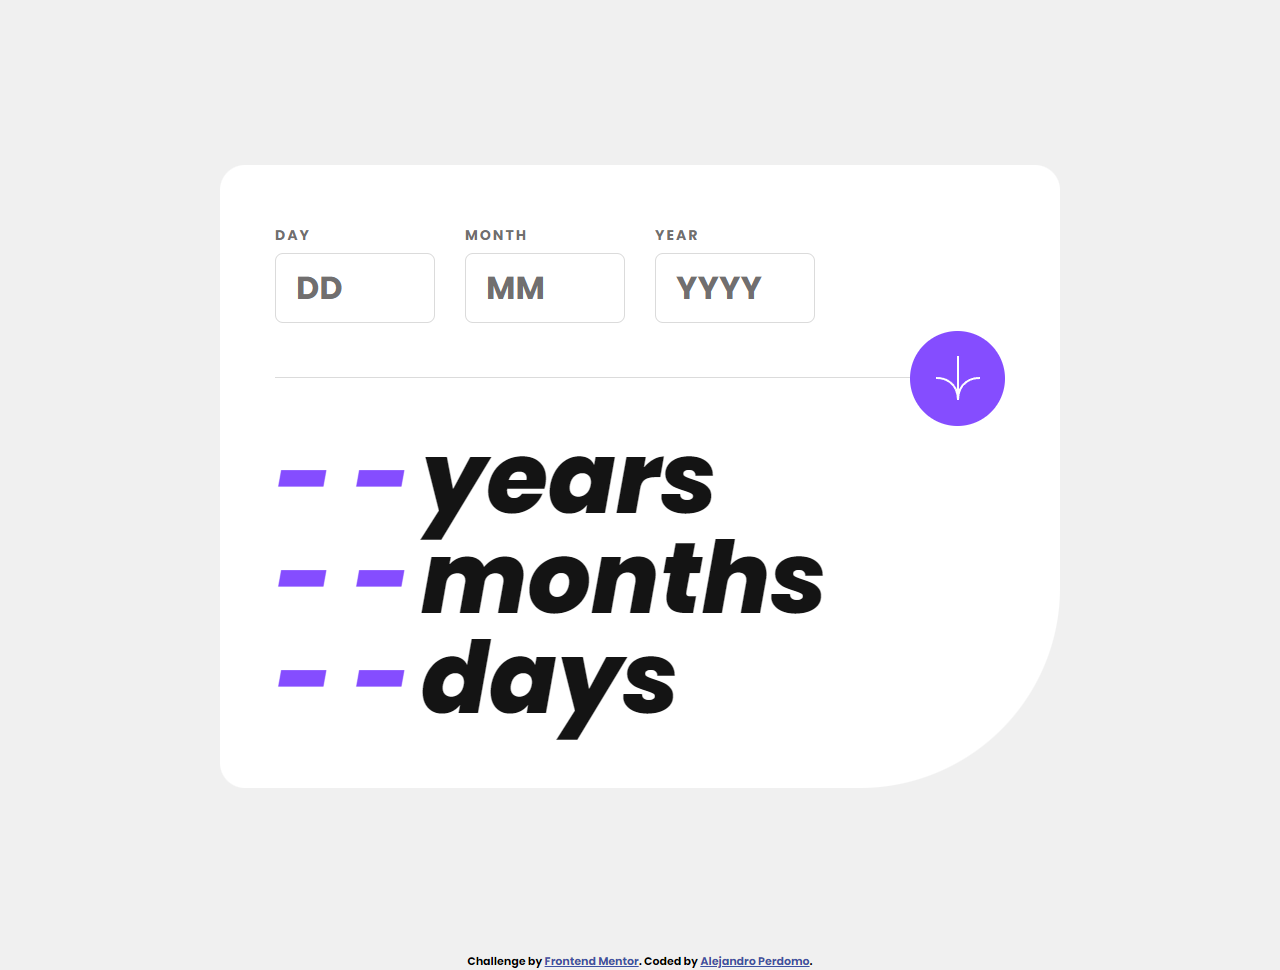 DAY MONTH YEAR
DD MM YYYY
- - years
- - months
- - days
Challenge by Frontend Mentor. Coded by Alejandro Perdomo.